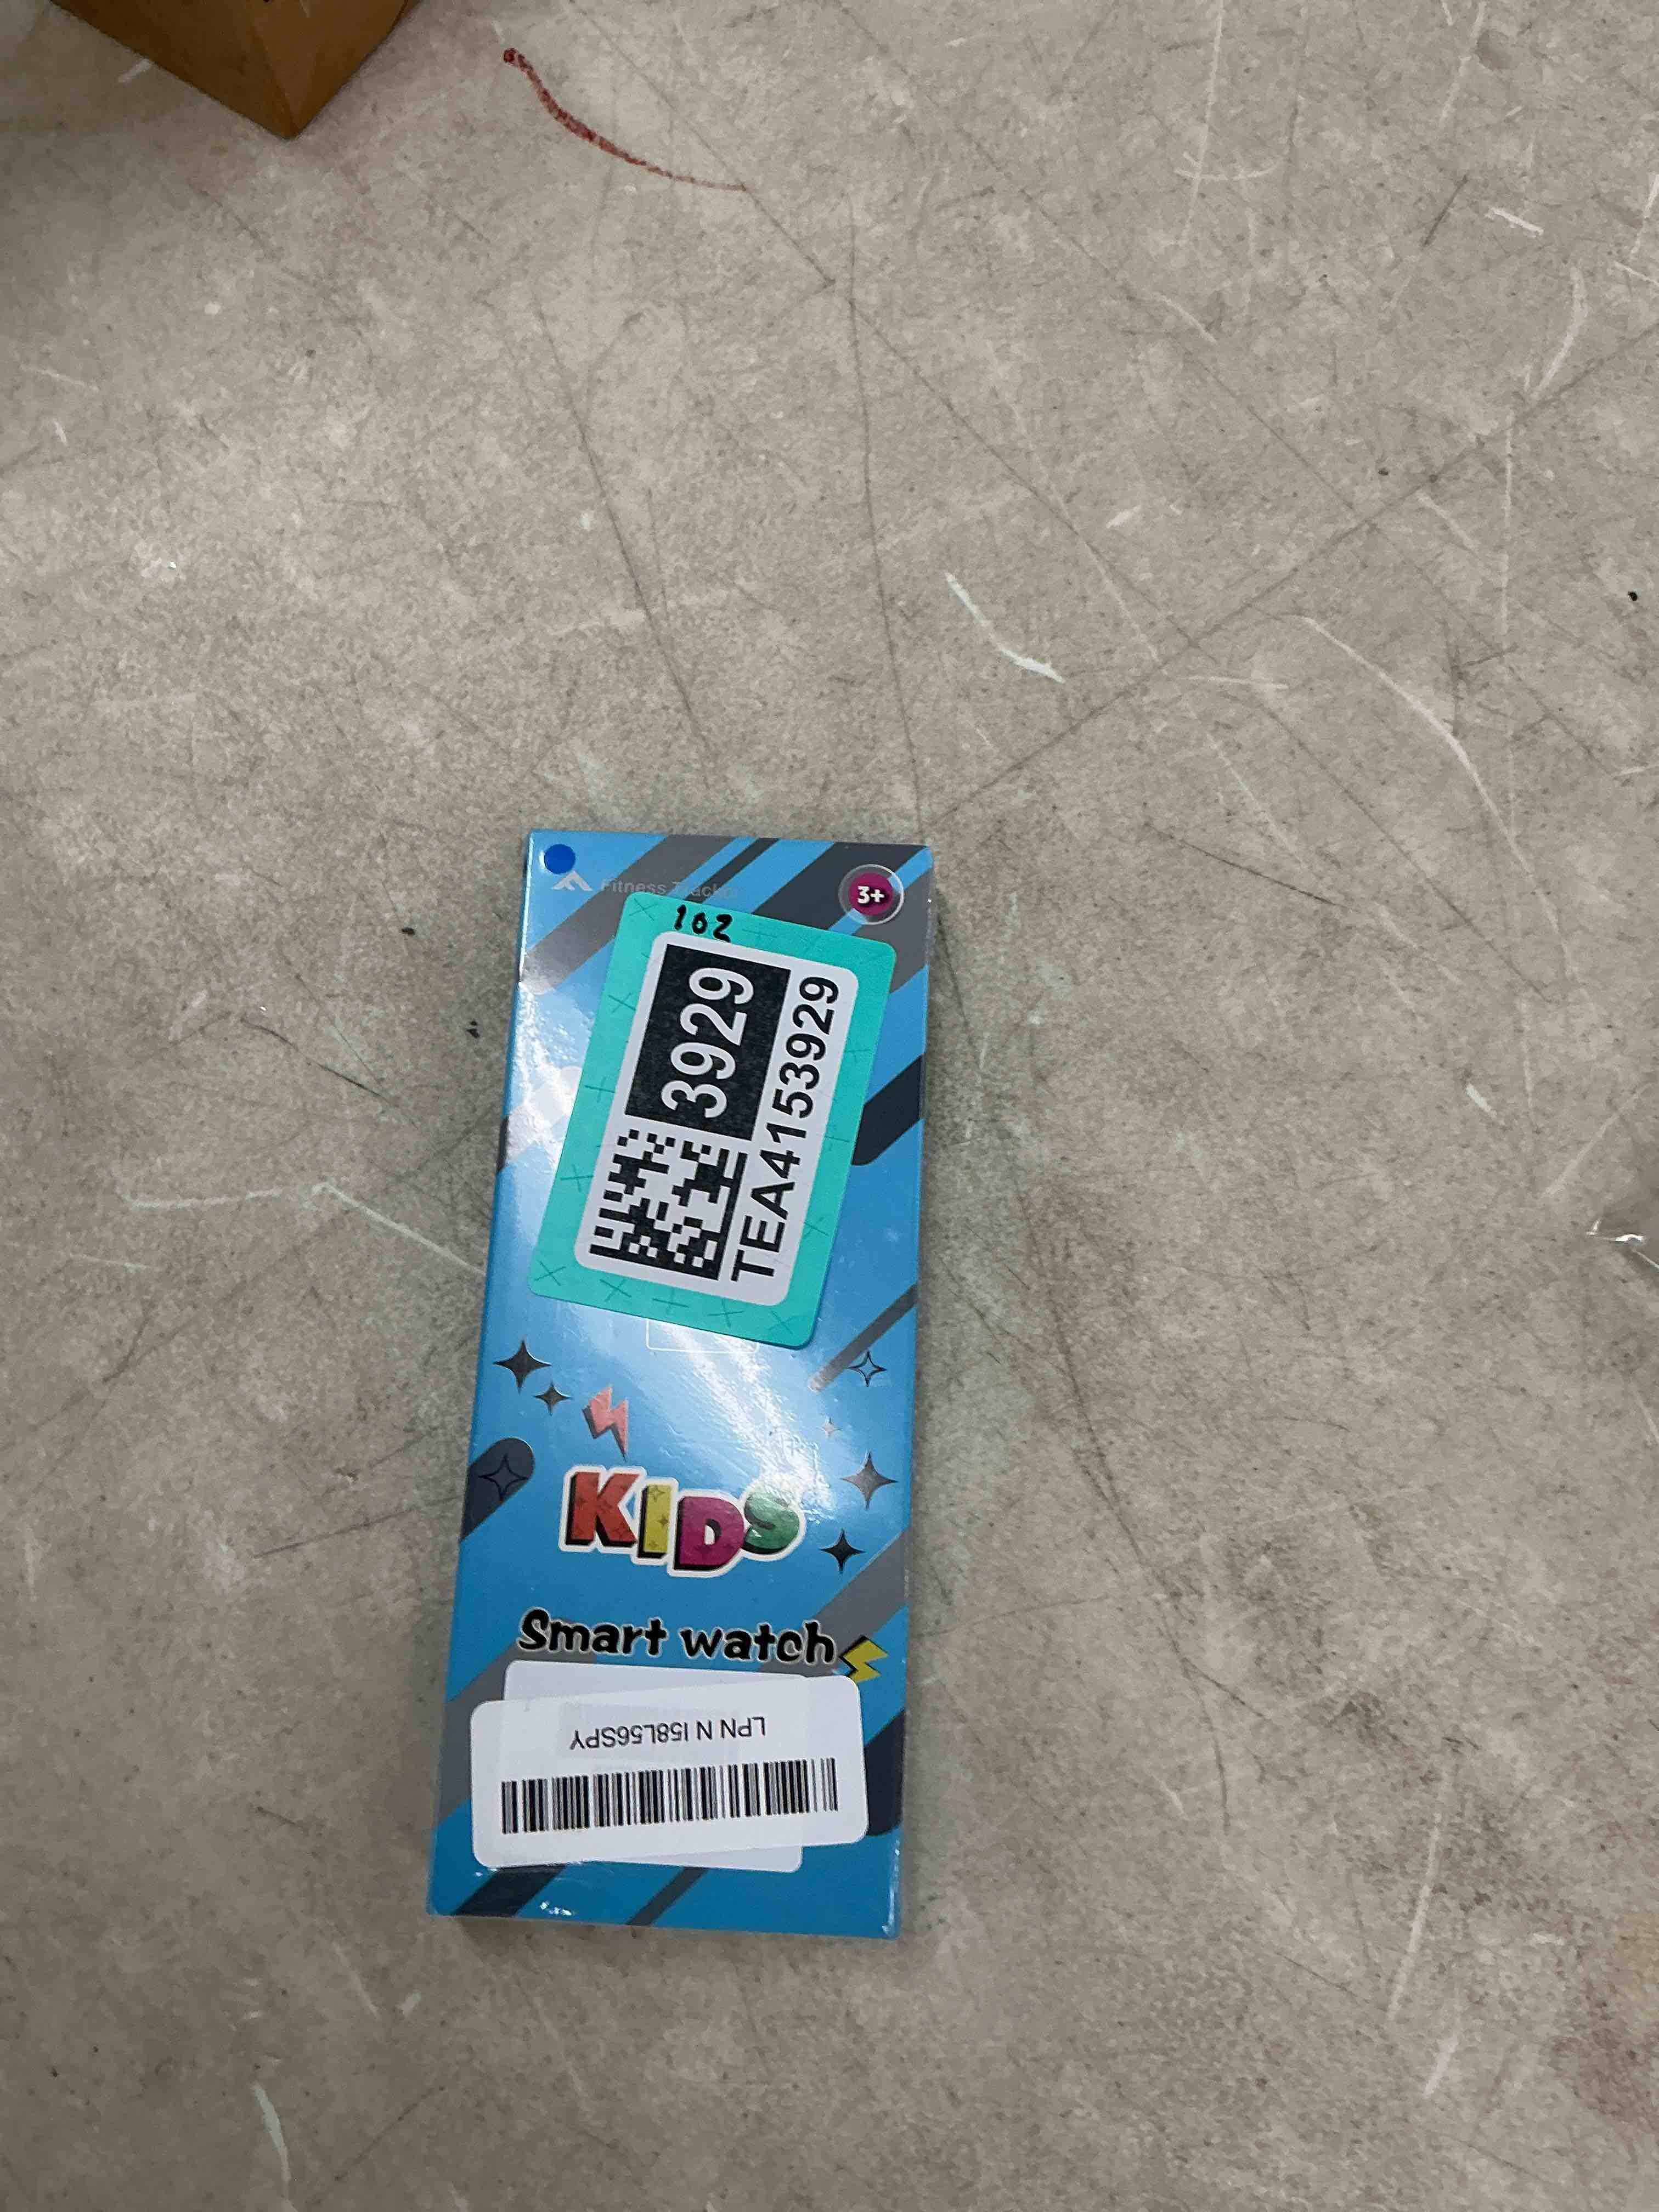 Fitness Tracker
3+
102
3929
TEA4153929
KIDS
Smart watch
LPN N I58L56SPY